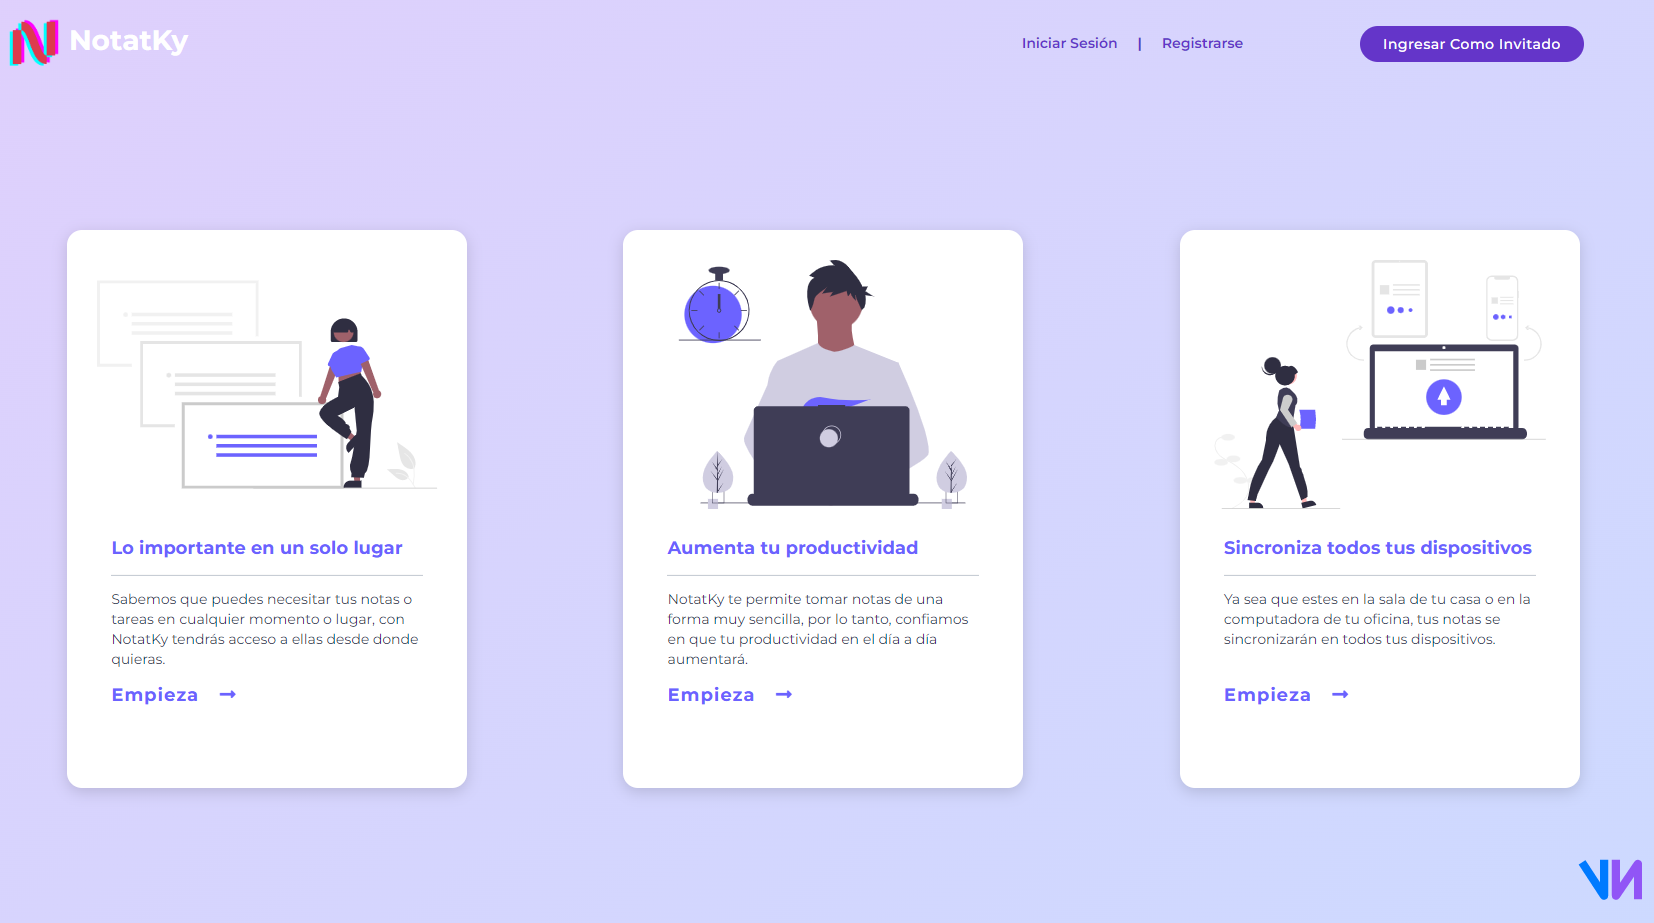 NotatKy
Iniciar Sesión | Registrarse
Ingresar Como Invitado
Lo importante en un solo lugar
Sabemos que puedes necesitar tus notas o
tareas en cualquier momento o lugar, con
NotatKy tendrás acceso a ellas desde donde
quieras.
Empieza →
Aumenta tu productividad
NotatKy te permite tomar notas de una
forma muy sencilla, por lo tanto, confiamos
en que tu productividad en el día a día
aumentará.
Empieza →
Sincroniza todos tus dispositivos
Ya sea que estes en la sala de tu casa o en la
computadora de tu oficina, tus notas se
sincronizarán en todos tus dispositivos.
Empieza →